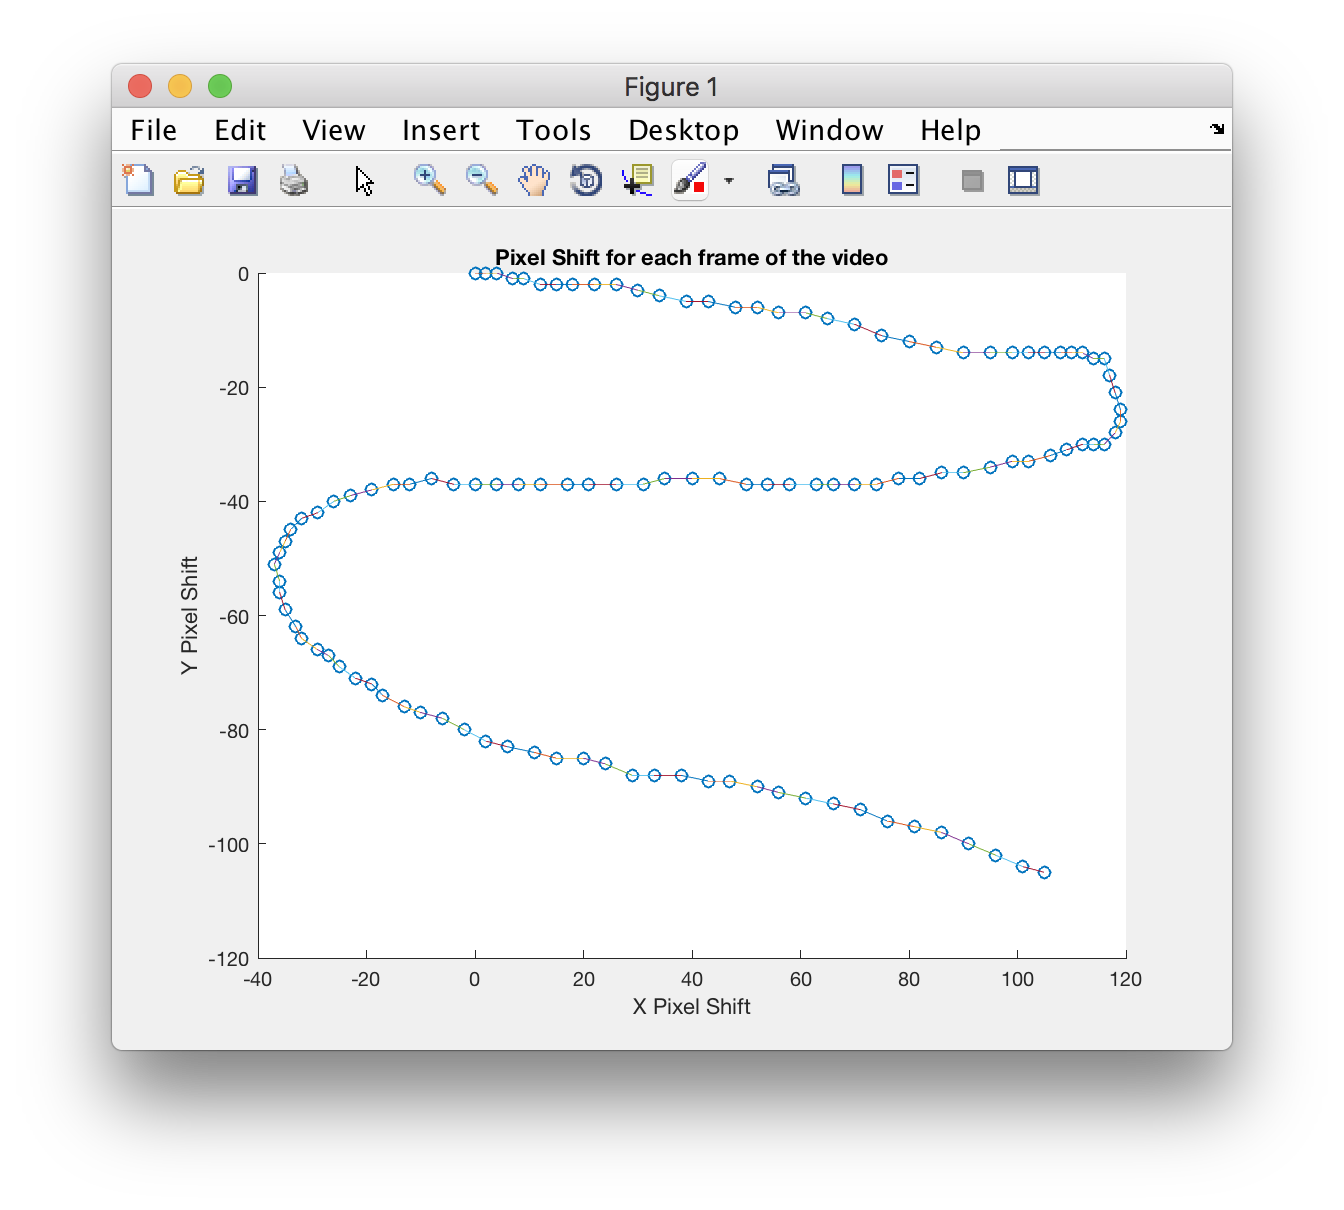 Figure 1
File Edit View Insert Tools Desktop Window Help
Pixel Shift for each frame of the video
0
-20
-40
-60
-80
-100
-120
Y Pixel Shift
-40 -20 0 20 40 60 80 100 120
X Pixel Shift